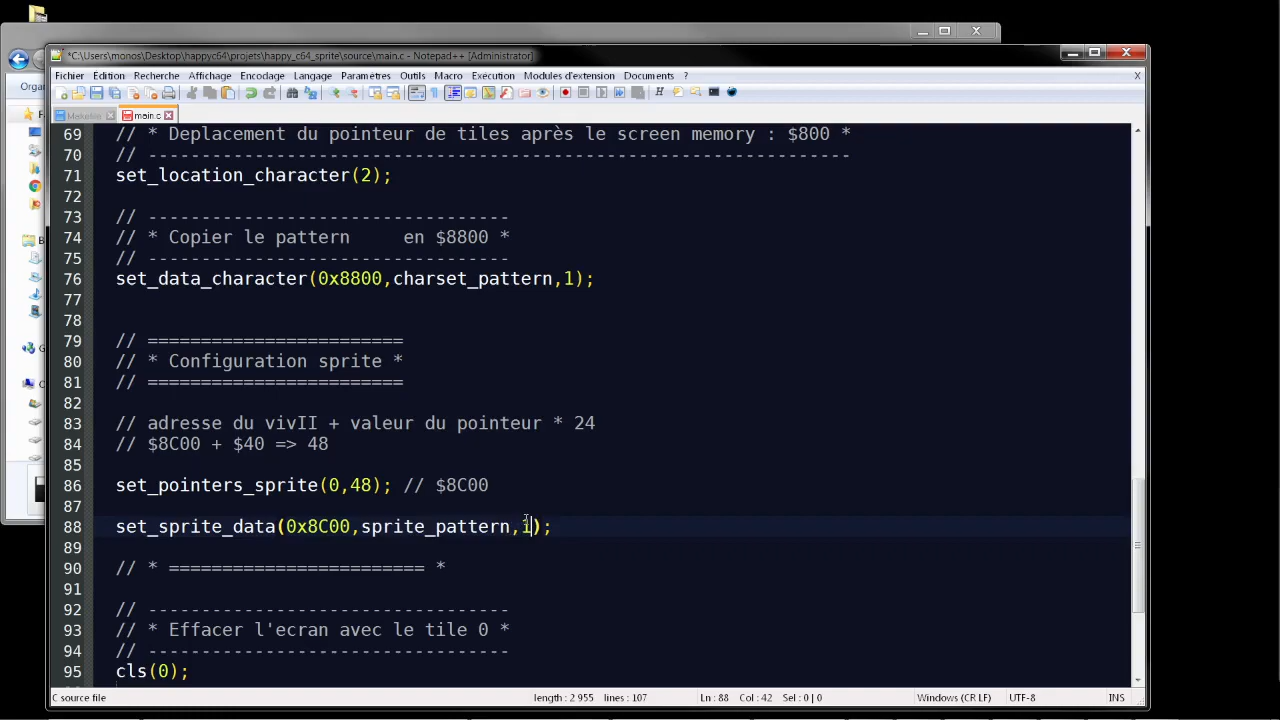 *C:\Users\monos\Desktop\happyc64\projets\happy_c64_sprite\source\main.c - Notepad++ [Administrator]
Fichier Edition Recherche Affichage Encodage Langage Paramètres Outils Macro Exécution Modules d'extension Documents ?
X
Organ
Makefile main.c
69 // * Deplacement du pointeur de tiles après le screen memory : $800 *
70 // ------------------------------------------------------------------
71 set_location_character(2);
72
73 // ----------------------------------
74 // * Copier le pattern     en $8800 *
75 // ----------------------------------
76 set_data_character(0x8800,charset_pattern,1);
77
78
79 // ========================
80 // * Configuration sprite *
81 // ========================
82
83 // adresse du vivII + valeur du pointeur * 24
84 // $8C00 + $40 => 48
85
86 set_pointers_sprite(0,48); // $8C00
87
88 set_sprite_data(0x8C00,sprite_pattern,1);
89
90 // * ======================== *
91
92 // ----------------------------------
93 // * Effacer l'ecran avec le tile 0 *
94 // ----------------------------------
95 cls(0);
C source file length : 2 955 lines : 107 Ln : 88 Col : 42 Sel : 0 | 0 Windows (CR LF) UTF-8 INS